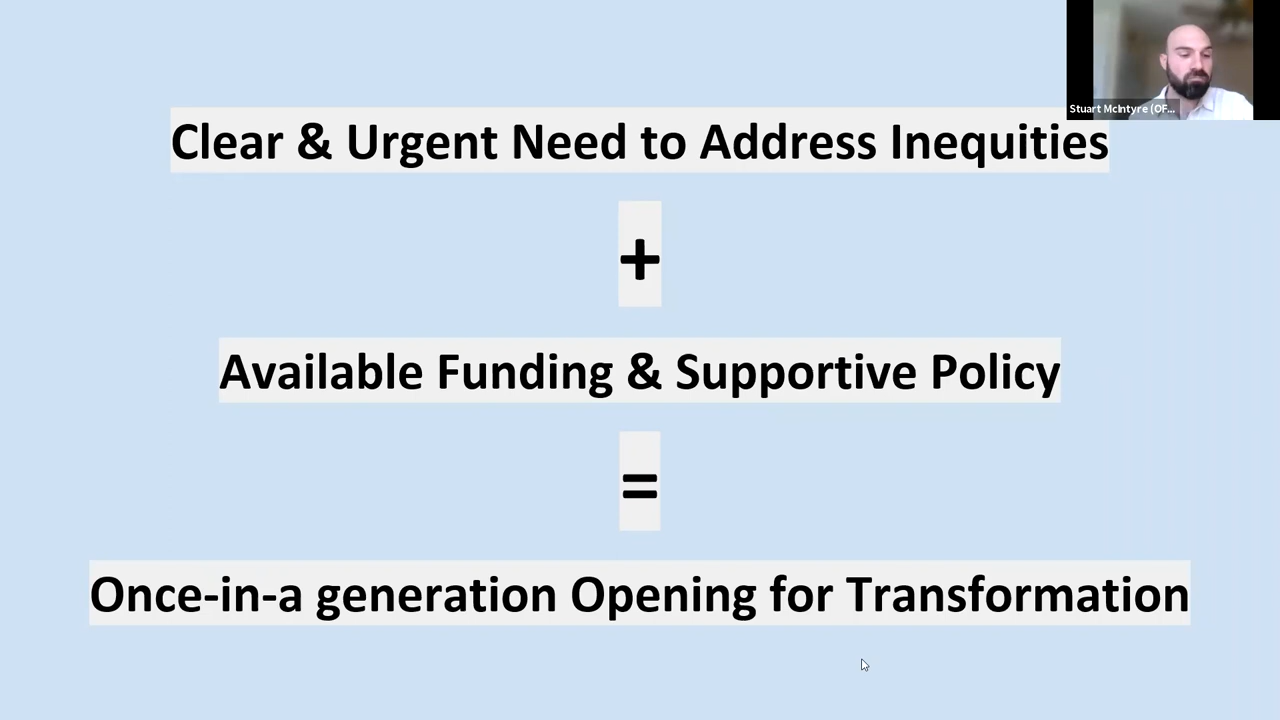 Stuart McIntyre (OF...
Clear & Urgent Need to Address Inequities
+
Available Funding & Supportive Policy
=
Once-in-a generation Opening for Transformation